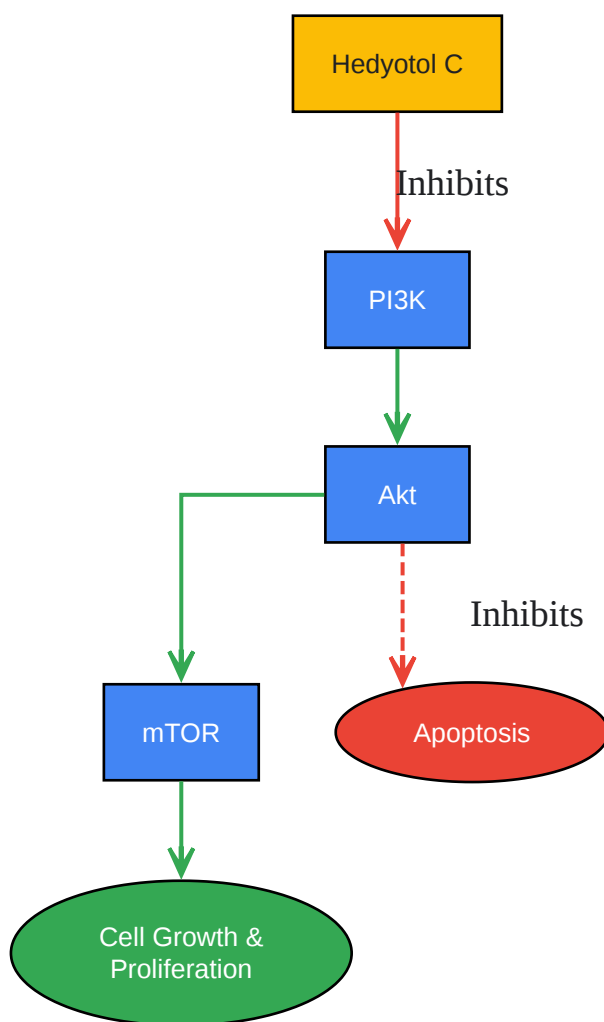 Hedyotol C
Inhibits
PI3K
Akt
Inhibits
mTOR
Apoptosis
Cell Growth &
Proliferation